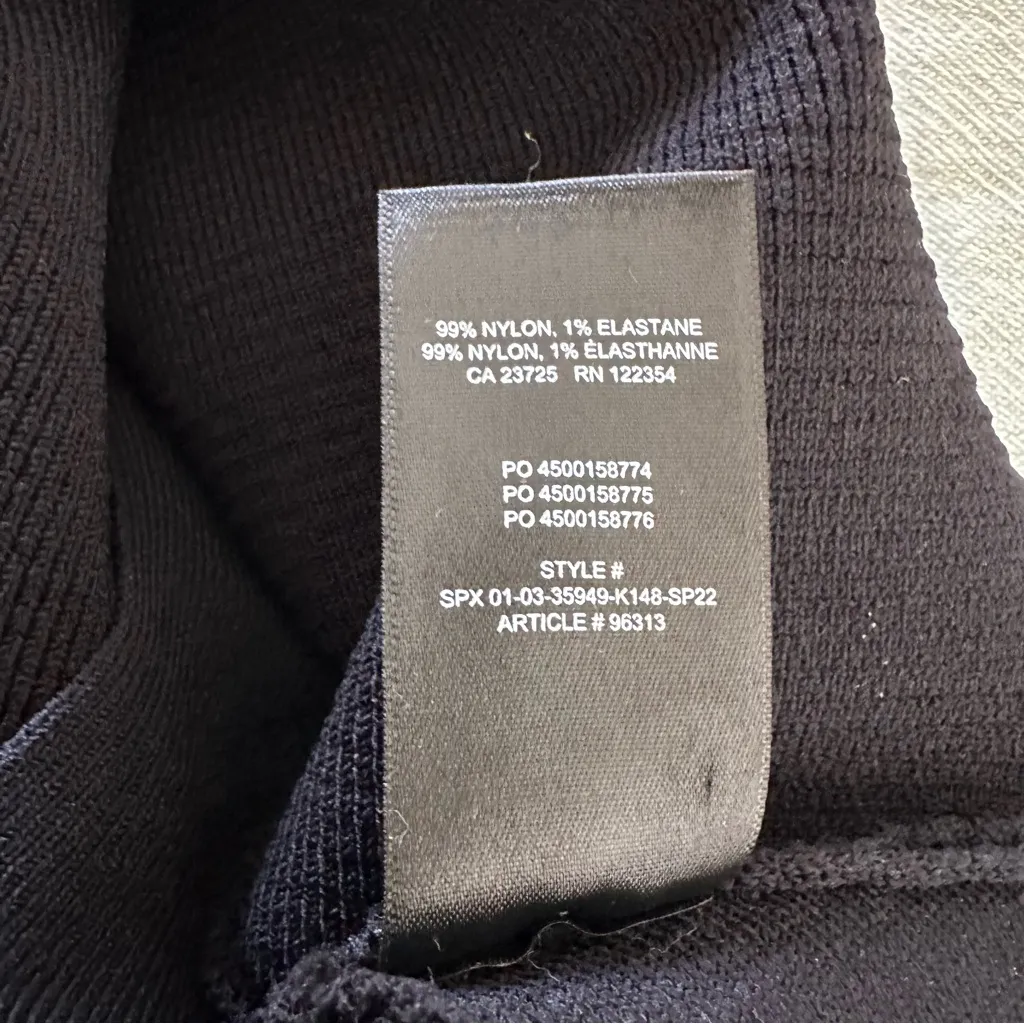 99% NYLON, 1% ELASTANE
99% NYLON, 1% ÉLASTHANNE
CA 23725 RN 122354
PO 4500158774
PO 4500158775
PO 4500158776
STYLE #
SPX 01-03-35949-K148-SP22
ARTICLE # 96313